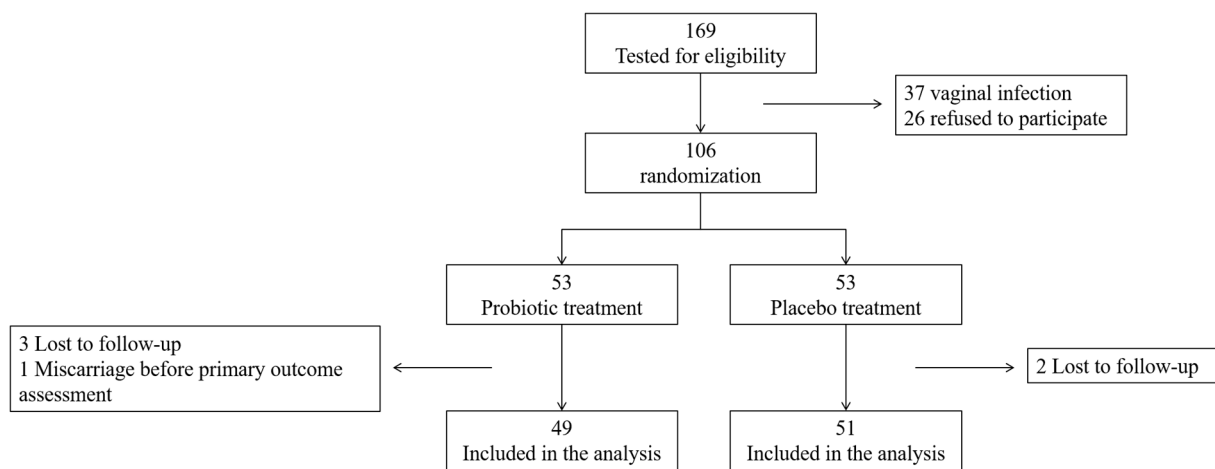 169
Tested for eligibility
37 vaginal infection
26 refused to participate
106
randomization
53
Probiotic treatment
53
Placebo treatment
3 Lost to follow-up
1 Miscarriage before primary outcome
assessment
2 Lost to follow-up
49
Included in the analysis
51
Included in the analysis